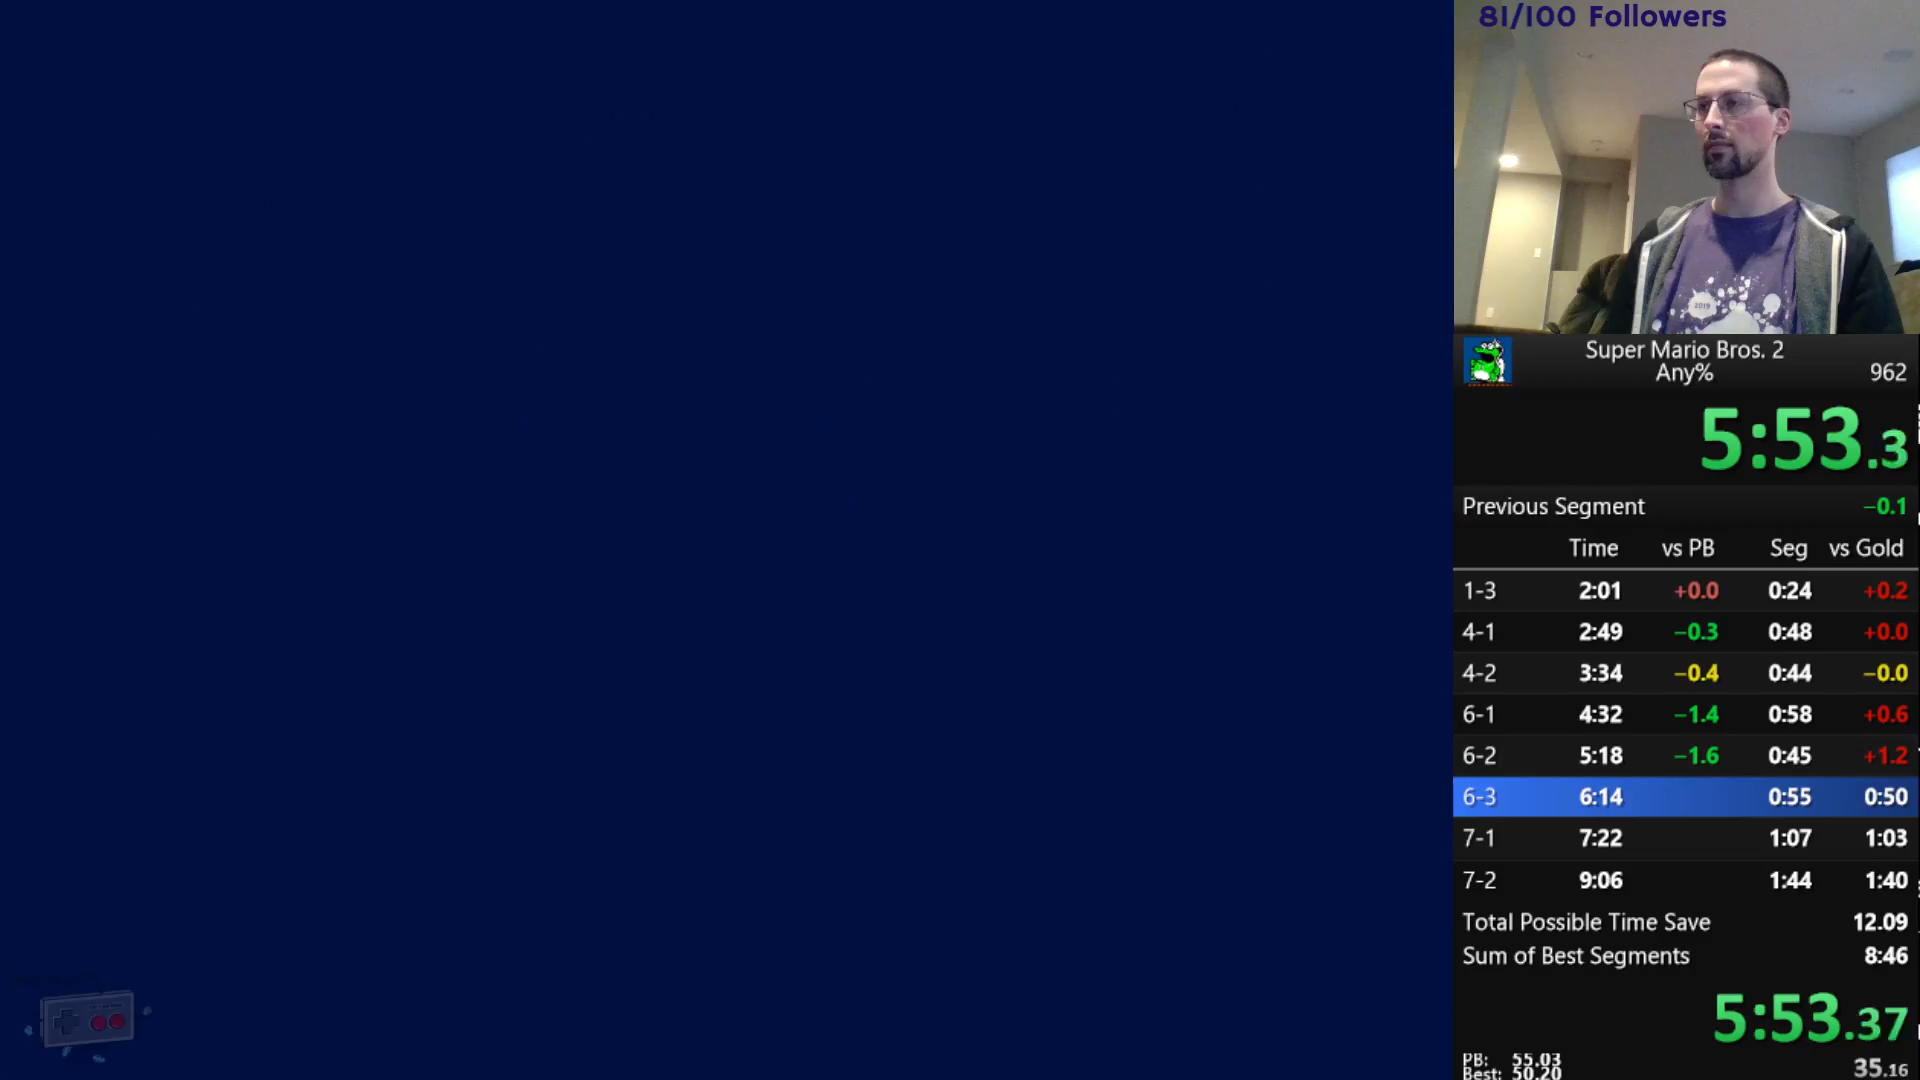 81/100 Followers
2019
Super Mario Bros. 2
Any%
962
5:53.3
Previous Segment −0.1
Time vs PB Seg vs Gold
1-3 2:01 +0.0 0:24 +0.2
4-1 2:49 −0.3 0:48 +0.0
4-2 3:34 −0.4 0:44 −0.0
6-1 4:32 −1.4 0:58 +0.6
6-2 5:18 −1.6 0:45 +1.2
6-3 6:14 0:55 0:50
7-1 7:22 1:07 1:03
7-2 9:06 1:44 1:40
Total Possible Time Save 12.09
Sum of Best Segments 8:46
5:53.37
PB: 55.03
Best: 50.20
35.16